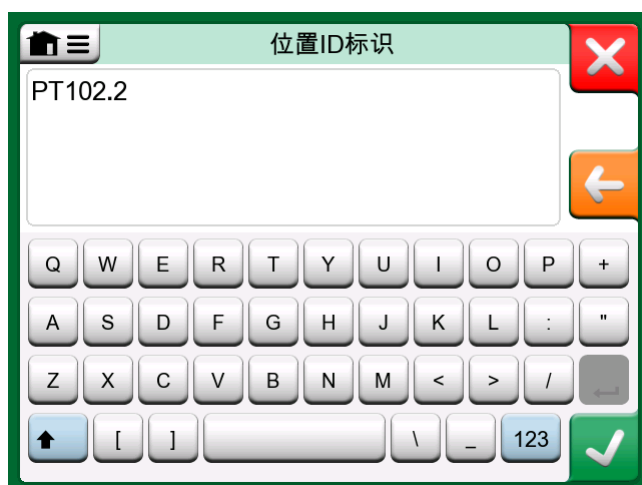 位置ID标识
PT102.2
Q W E R T Y U I O P +
A S D F G H J K L : "
Z X C V B N M < > /
[ ] \ _ 123